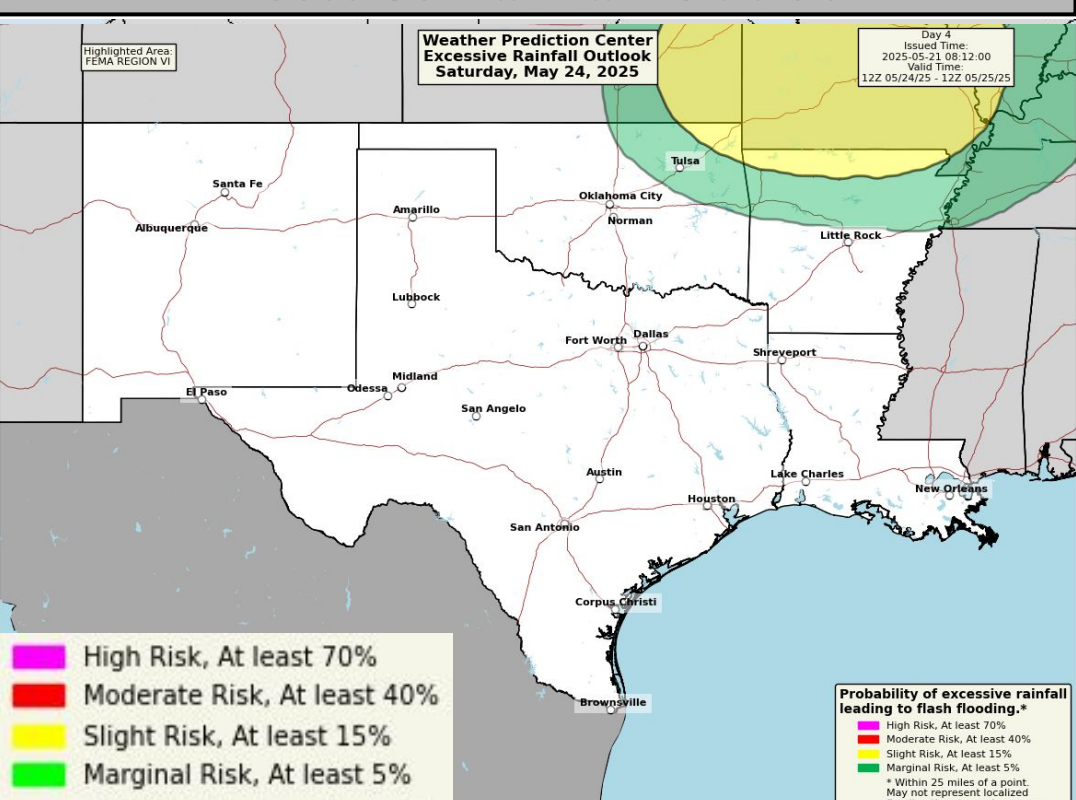 Highlighted Area:
FEMA REGION VI
Weather Prediction Center
Excessive Rainfall Outlook
Saturday, May 24, 2025
Day 4
Issued Time:
2025-05-21 08:12:00
Valid Time:
12Z 05/24/25 - 12Z 05/25/25
Tulsa
Santa Fe
Oklahoma City
Amarillo
Norman
Albuquerque
Little Rock
Lubbock
Dallas
Fort Worth
Shreveport
Midland
Odessa
El Paso
San Angelo
Austin
Lake Charles
New Orleans
Houston
San Antonio
Corpus Christi
Brownsville
High Risk, At least 70%
Moderate Risk, At least 40%
Slight Risk, At least 15%
Marginal Risk, At least 5%
Probability of excessive rainfall
leading to flash flooding.*
High Risk, At least 70%
Moderate Risk, At least 40%
Slight Risk, At least 15%
Marginal Risk, At least 5%
* Within 25 miles of a point.
May not represent localized